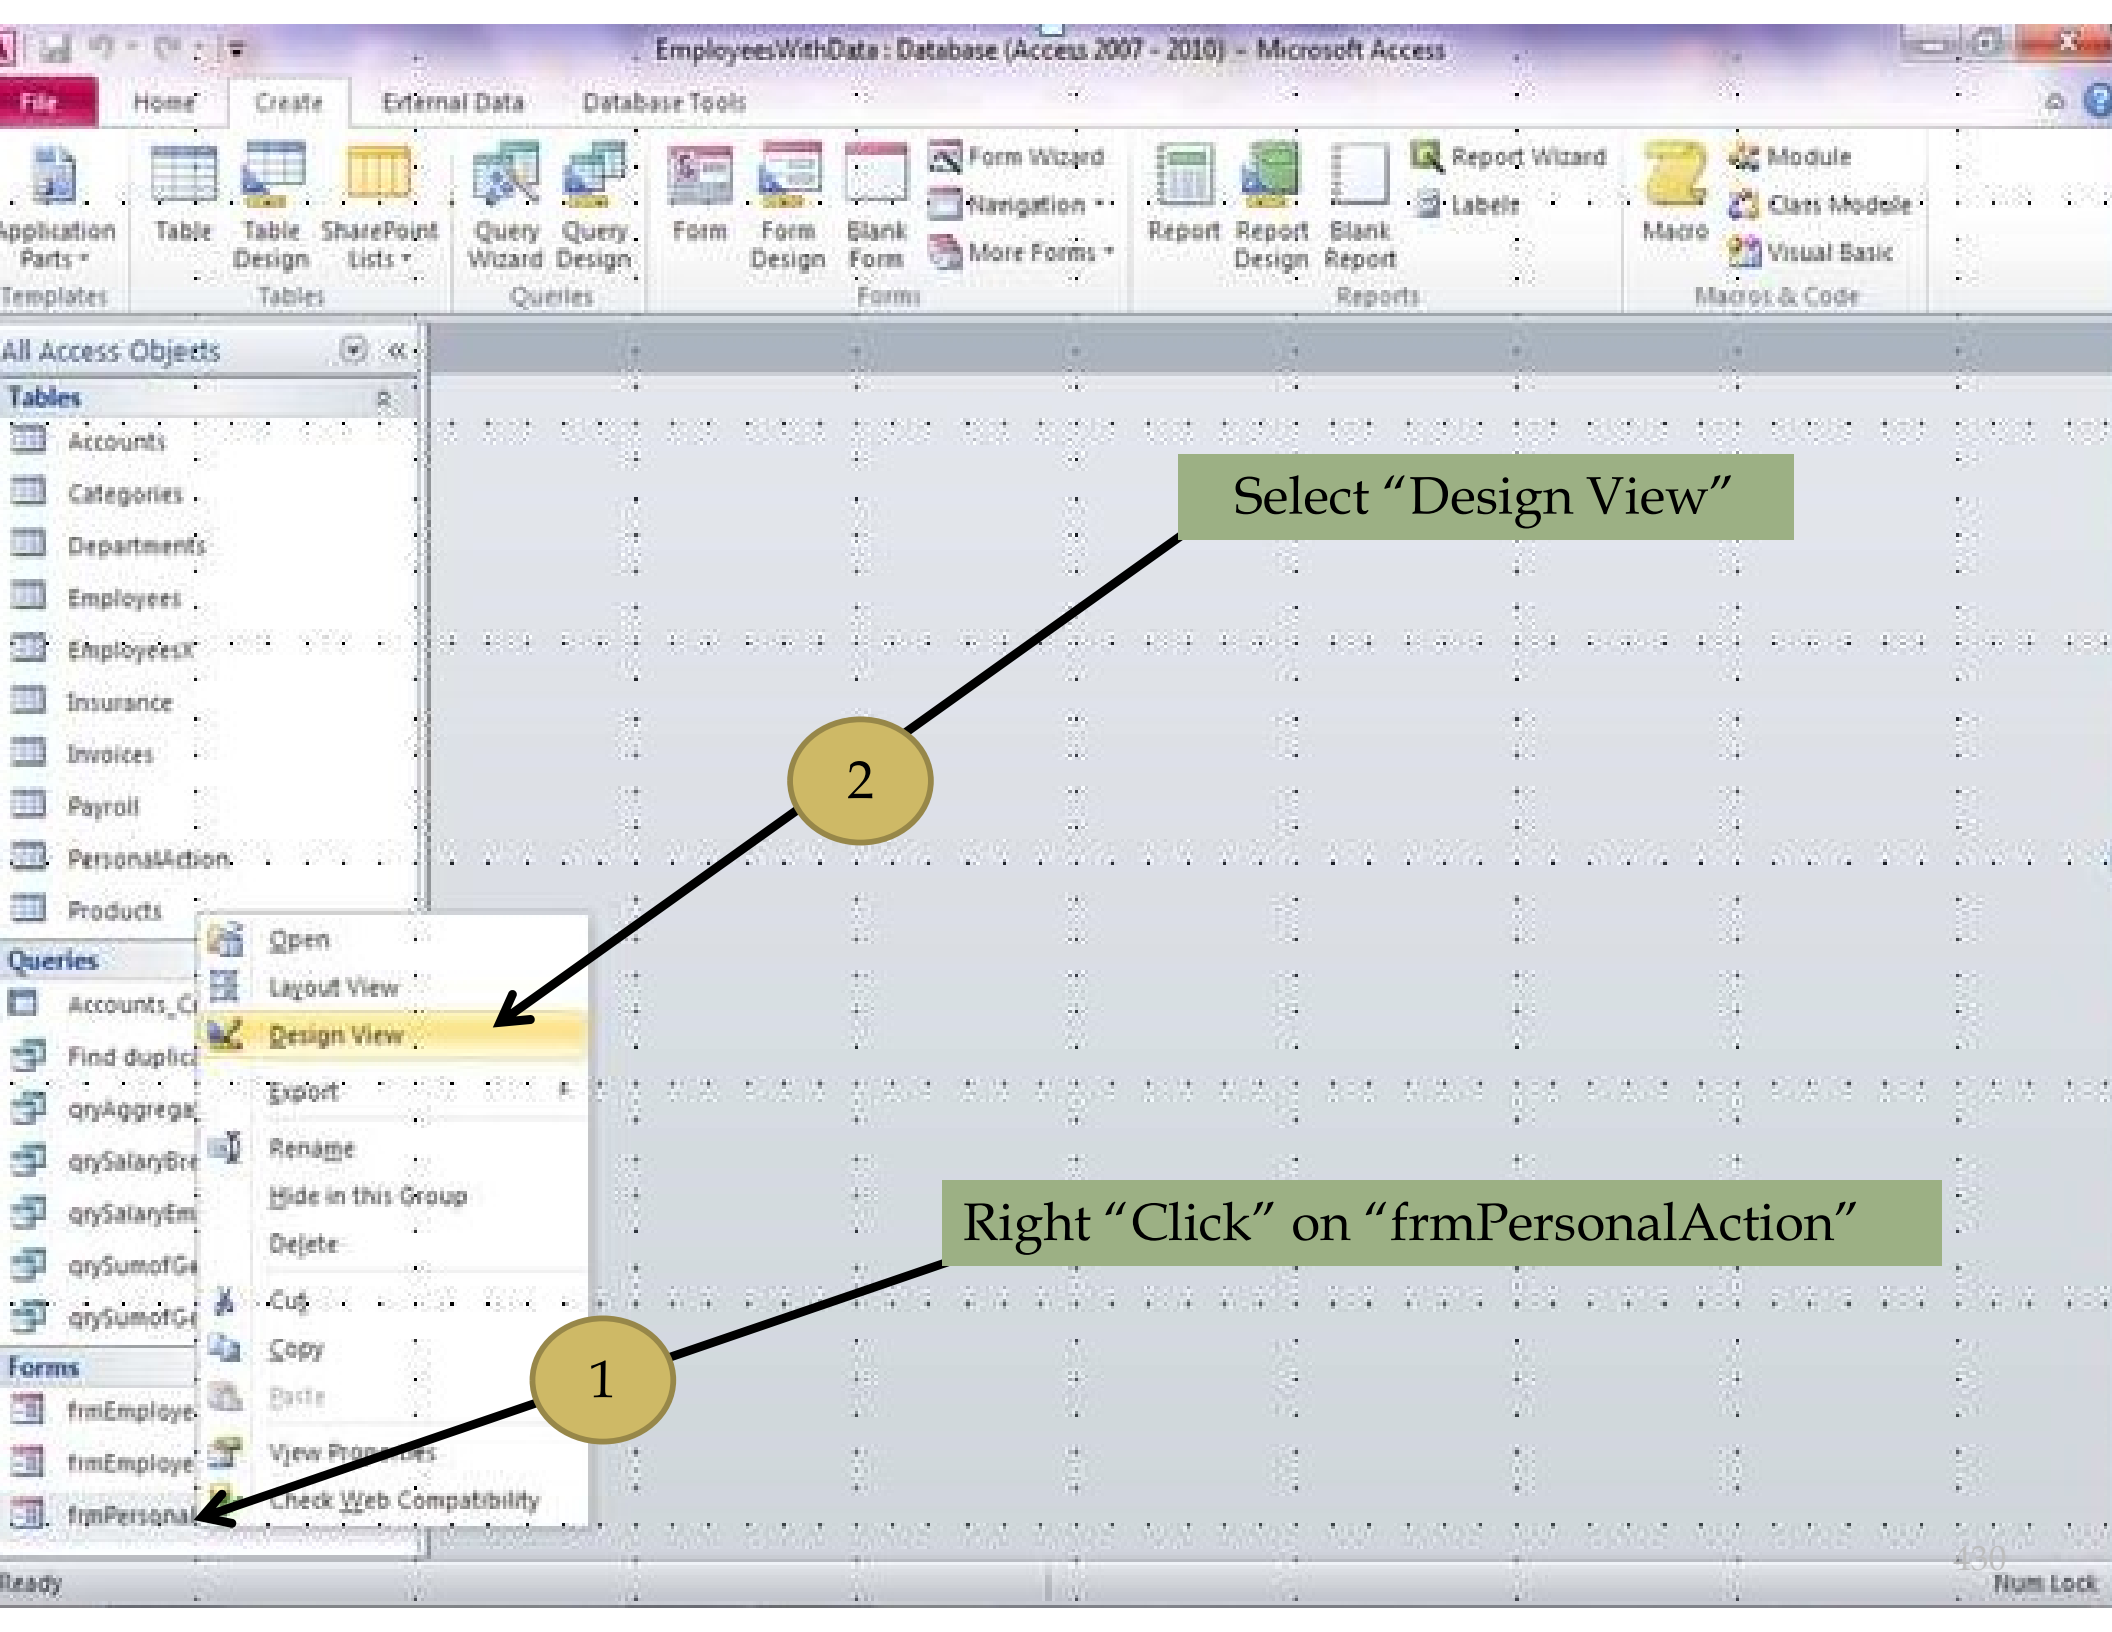 EmployeesWithData : Database (Access 2007 - 2010) - Microsoft Access
File Home Create External Data Database Tools
Application Parts
Table
Table Design
SharePoint Lists
Query Wizard
Query Design
Form
Form Design
Blank Form
Form Wizard
Navigation
More Forms
Report
Report Design
Blank Report
Report Wizard
Labels
Macro
Module
Class Module
Visual Basic
Templates Tables Queries Forms Reports Macros & Code
All Access Objects
Tables
Accounts
Categories
Departments
Employees
EmployeesX
Insurance
Invoices
Payroll
PersonalAction
Products
Queries
Accounts_C
Find duplic
qryAggrega
qrySalaryBre
qrySalaryEm
qrySumofGe
qrySumofGe
Forms
frmEmploye
frmEmploye
frmPersonal
Open
Layout View
Design View
Export
Rename
Hide in this Group
Delete
Cut
Copy
Paste
View Properties
Check Web Compatibility
Select “Design View”
2
Right “Click” on “frmPersonalAction”
1
430
Ready
Num Lock